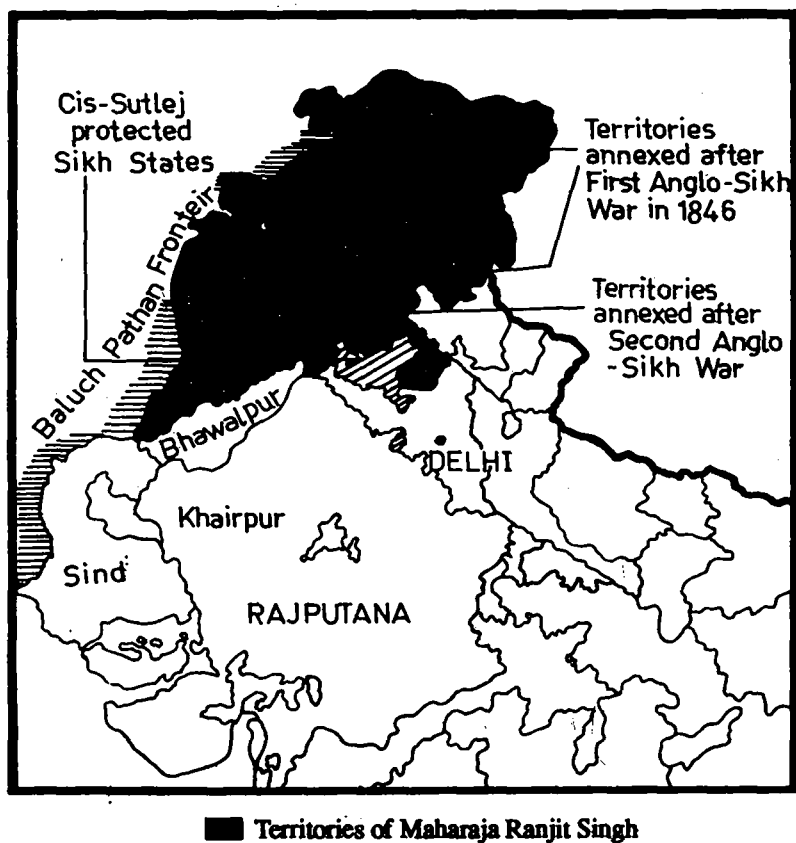 Cis-Sutlej
protected
Sikh States
Territories
annexed after
First Anglo-Sikh
War in 1846
Baluch Pathan Fronteir
Territories
annexed after
Second Anglo
-Sikh War
Bhawalpur
DELHI
Khairpur
Sind
RAJPUTANA
Territories of Maharaja Ranjit Singh